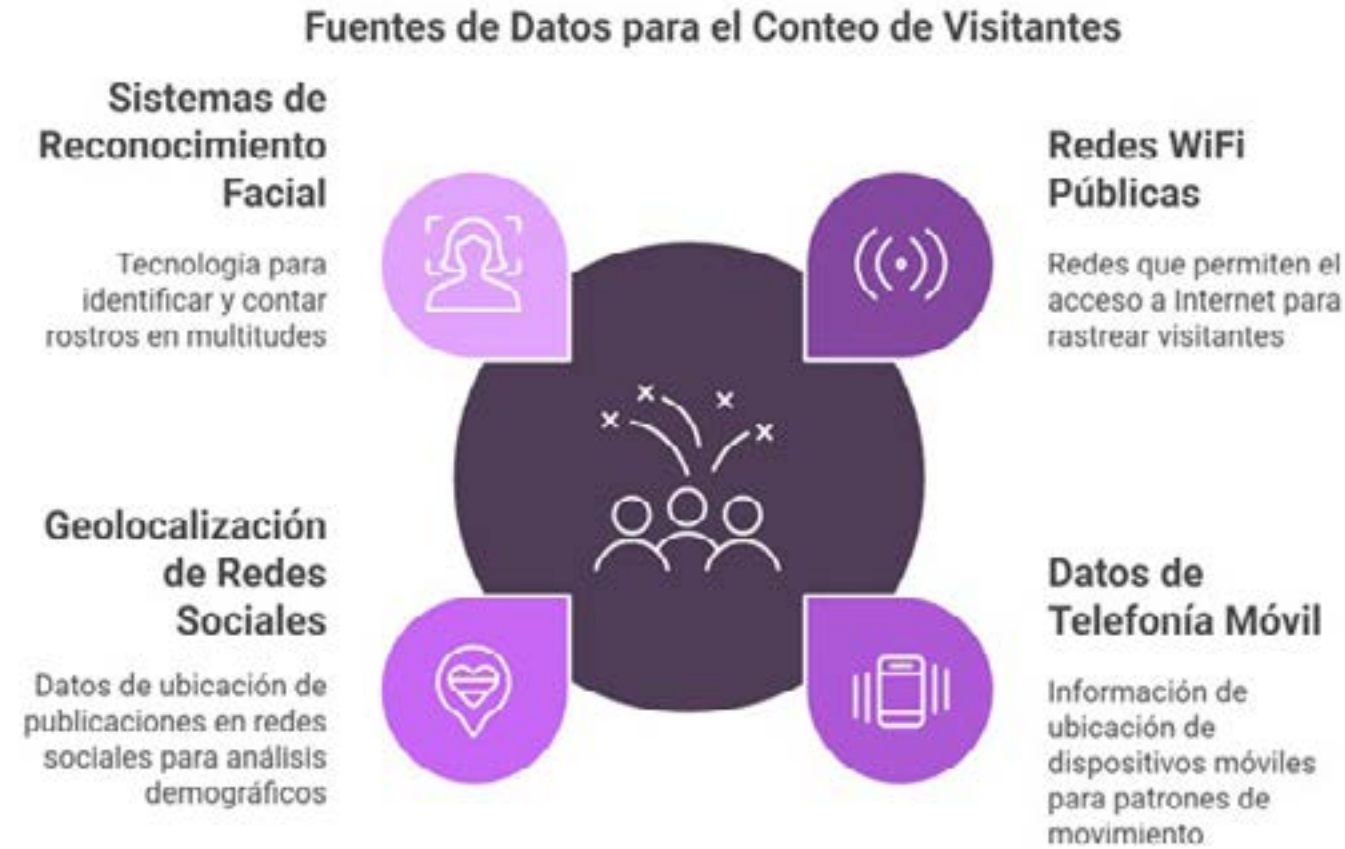 Fuentes de Datos para el Conteo de Visitantes
Sistemas de
Reconocimiento
Facial
Tecnología para
identificar y contar
rostros en multitudes
Redes WiFi
Públicas
Redes que permiten el
acceso a Internet para
rastrear visitantes
Geolocalización
de Redes
Sociales
Datos de ubicación de
publicaciones en redes
sociales para análisis
demográficos
Datos de
Telefonía Móvil
Información de
ubicación de
dispositivos móviles
para patrones de
movimiento